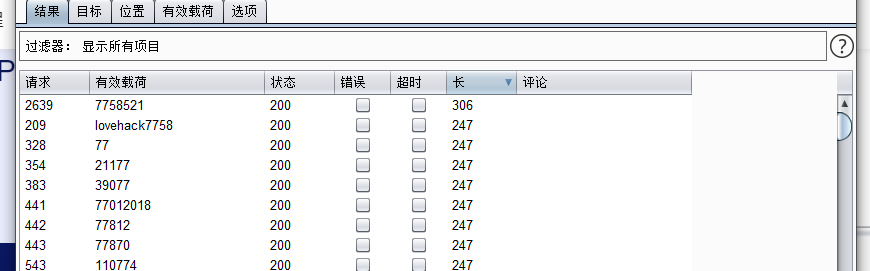 结果 目标 位置 有效载荷 选项
过滤器： 显示所有项目 ?
请求 有效载荷 状态 错误 超时 长 评论
2639 7758521 200 306
209 lovehack7758 200 247
328 77 200 247
354 21177 200 247
383 39077 200 247
441 77012018 200 247
442 77812 200 247
443 77870 200 247
543 110774 200 247